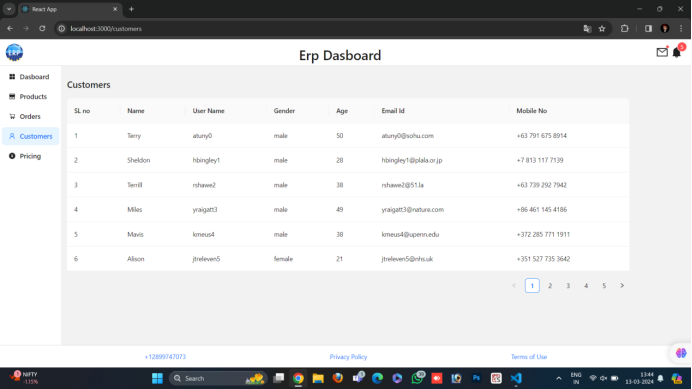 React App
localhost:3000/customers
ERP
Erp Dasboard
5
Dasboard
Products
Orders
Customers
Pricing
Customers
SL no Name User Name Gender Age Email Id Mobile No
1 Terry atuny0 male 50 atuny0@sohu.com +63 791 675 8914
2 Sheldon hbingley1 male 28 hbingley1@plala.or.jp +7 813 117 7139
3 Terrill rshawe2 male 38 rshawe2@51.la +63 739 292 7942
4 Miles yraigatt3 male 49 yraigatt3@nature.com +86 461 145 4186
5 Mavis kmeus4 male 38 kmeus4@upenn.edu +372 285 771 1911
6 Alison jtreleven5 female 21 jtreleven5@nhs.uk +351 527 735 3642
< 1 2 3 4 5 >
+12899747073 Privacy Policy Terms of Use
NIFTY
-1.15%
Search
ENG
IN
13:44
13-03-2024